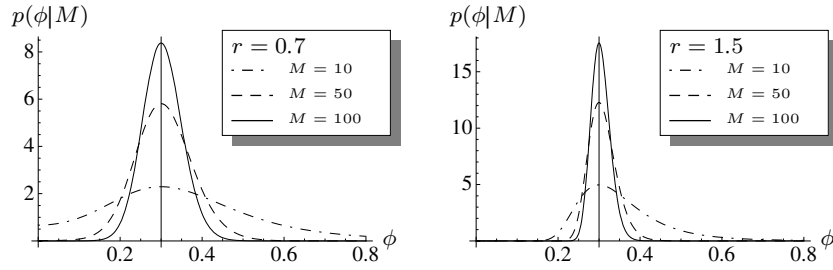 p(ϕ|M)
8
6
4
2
0.2 0.4 0.6 0.8 ϕ
r = 0.7
M = 10
M = 50
M = 100
p(ϕ|M)
15
10
5
0.2 0.4 0.6 0.8 ϕ
r = 1.5
M = 10
M = 50
M = 100